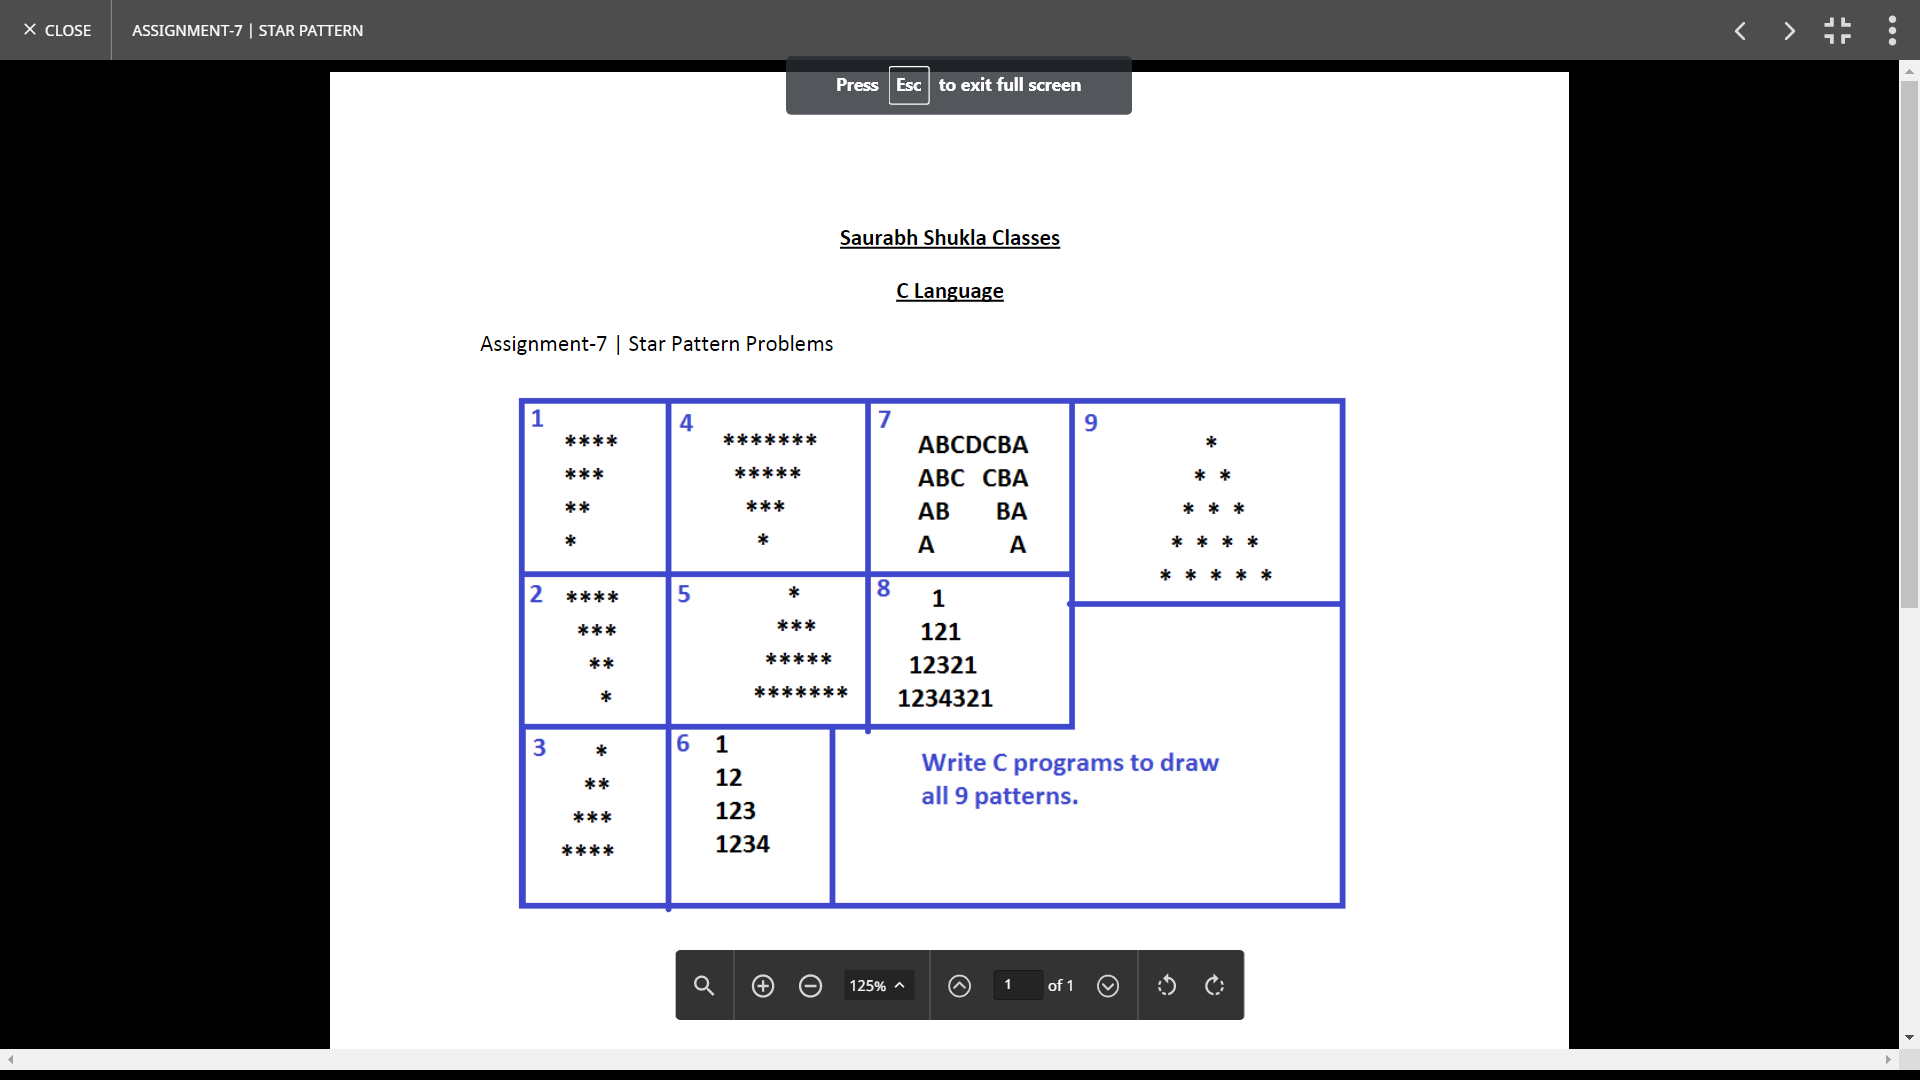 CLOSE
ASSIGNMENT-7 | STAR PATTERN
Press Esc to exit full screen
Saurabh Shukla Classes
C Language
Assignment-7 | Star Pattern Problems
1
****
***
**
*
2
****
***
**
*
3
*
**
***
****
4
*******
*****
***
*
5
*
***
*****
*******
6
1
12
123
1234
7
ABCDCBA
ABC CBA
AB BA
A A
8
1
121
12321
1234321
9
*
* *
* * *
* * * *
* * * * *
Write C programs to draw
all 9 patterns.
125%
1 of 1